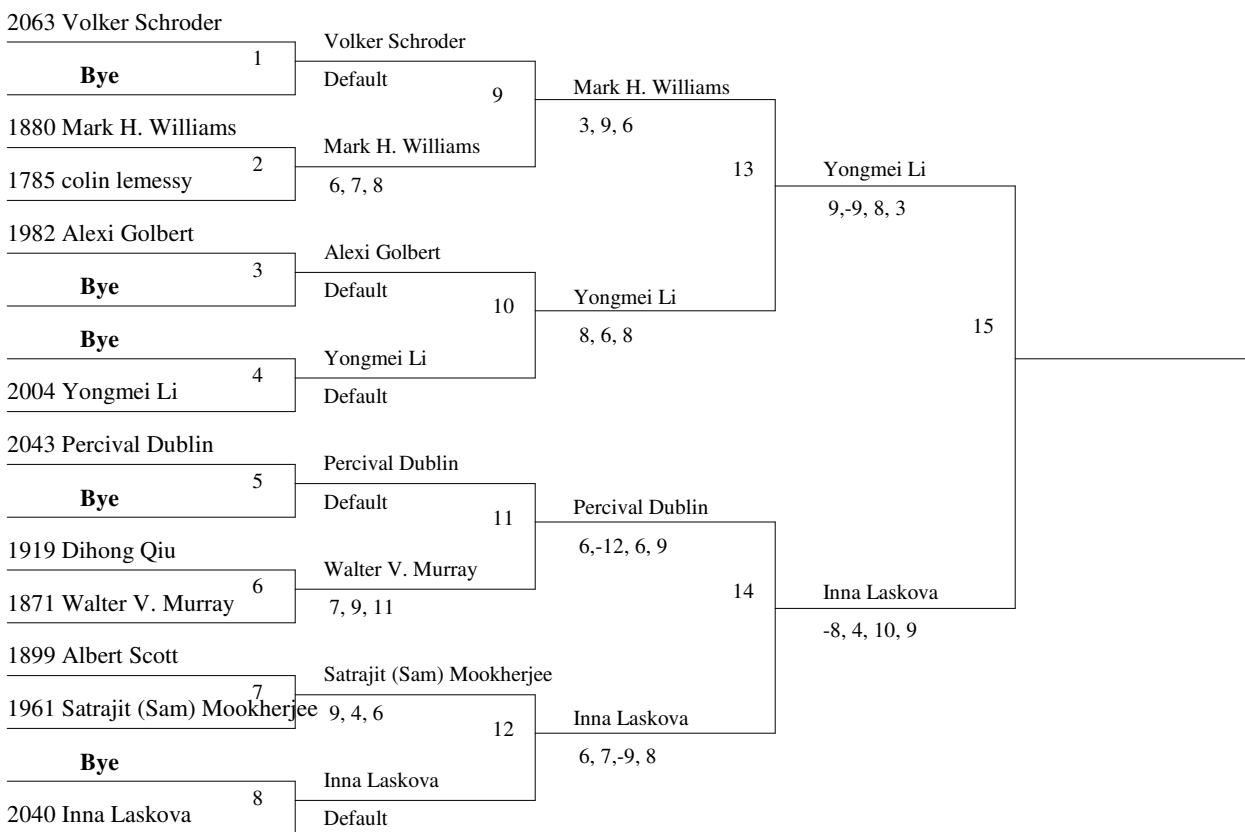 2063 Volker Schroder
Bye
1
Volker Schroder
Default
9
1880 Mark H. Williams
1785 colin lemessy
2
Mark H. Williams
6, 7, 8
Mark H. Williams
3, 9, 6
13
1982 Alexi Golbert
Bye
3
Alexi Golbert
Default
10
Bye
2004 Yongmei Li
4
Yongmei Li
Default
Yongmei Li
8, 6, 8
Yongmei Li
9,-9, 8, 3
15
2043 Percival Dublin
Bye
5
Percival Dublin
Default
11
1919 Dihong Qiu
1871 Walter V. Murray
6
Walter V. Murray
7, 9, 11
Percival Dublin
6,-12, 6, 9
14
1899 Albert Scott
1961 Satrajit (Sam) Mookherjee
7
Satrajit (Sam) Mookherjee
9, 4, 6
12
Bye
2040 Inna Laskova
8
Inna Laskova
Default
Inna Laskova
6, 7,-9, 8
Inna Laskova
-8, 4, 10, 9